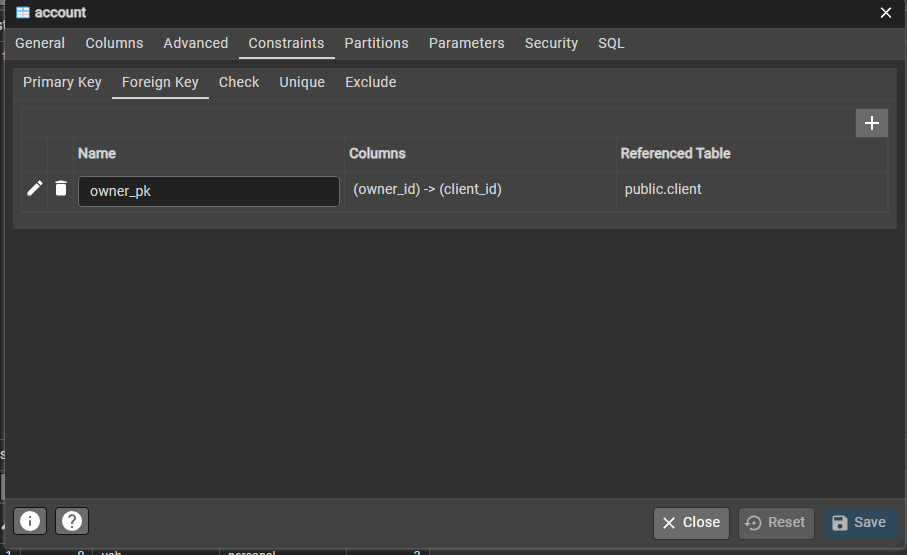 account
General Columns Advanced Constraints Partitions Parameters Security SQL
Primary Key Foreign Key Check Unique Exclude
Name Columns Referenced Table
owner_pk (owner_id) -> (client_id) public.client
Close Reset Save